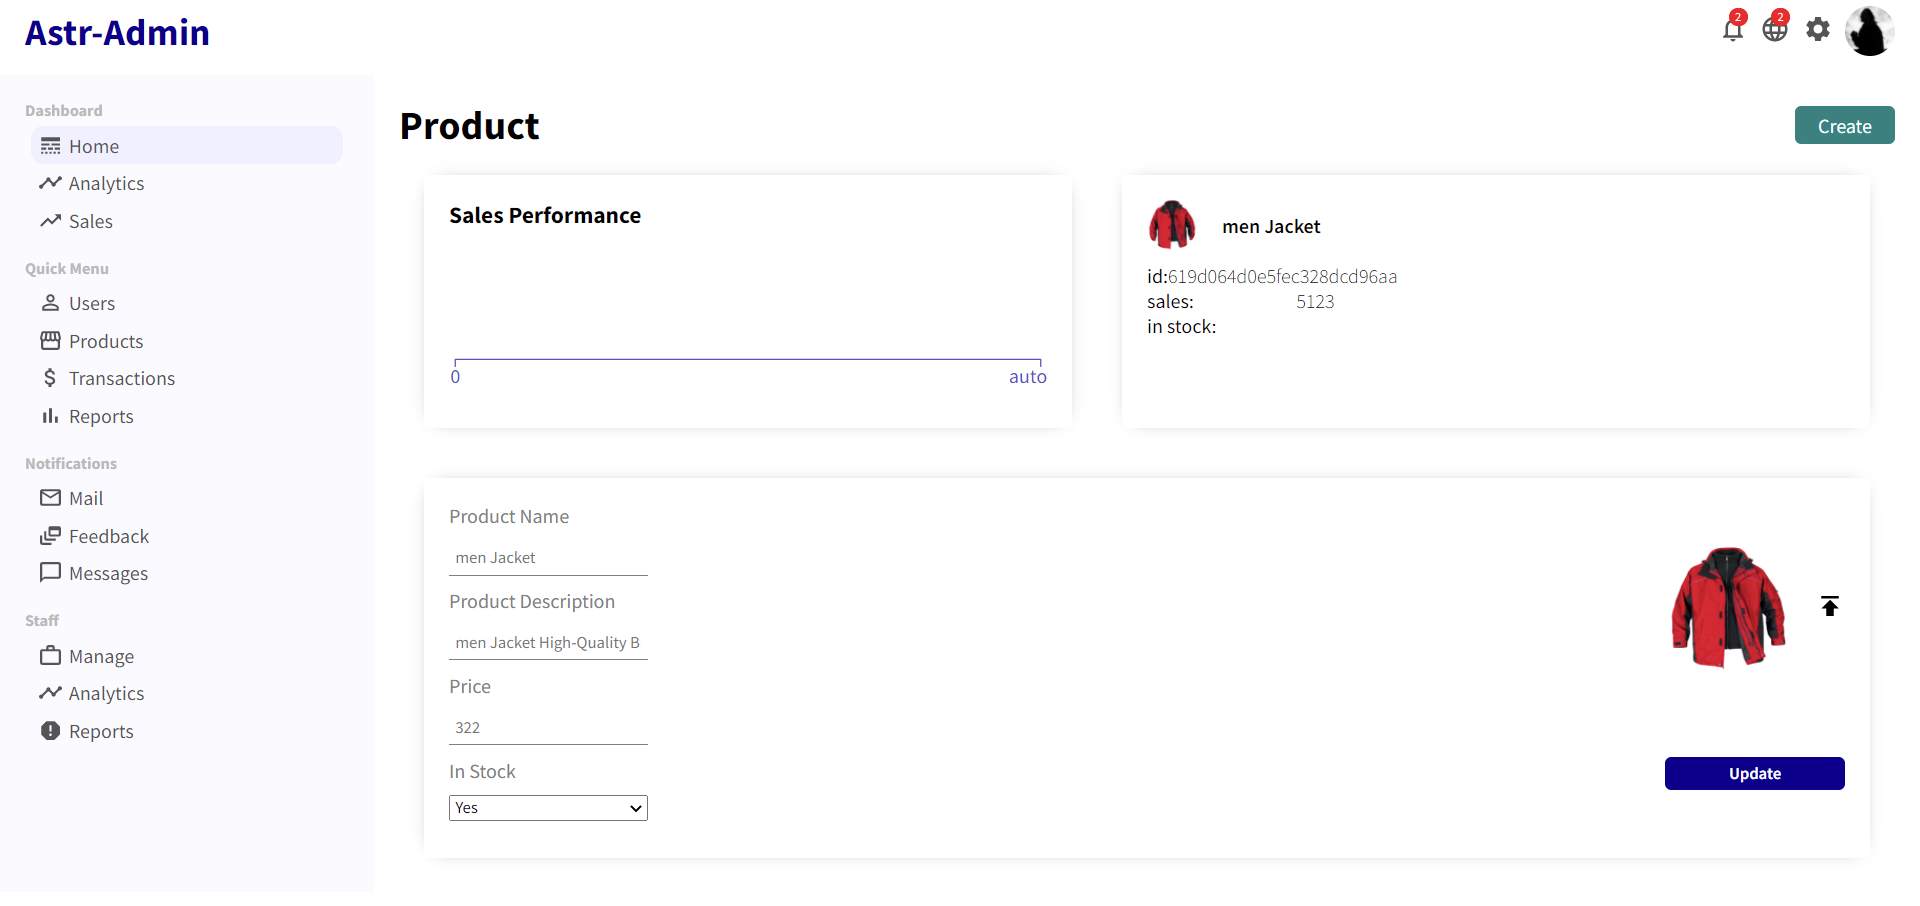 Astr-Admin
2
2
Dashboard
Home
Analytics
Sales
Quick Menu
Users
Products
Transactions
Reports
Notifications
Mail
Feedback
Messages
Staff
Manage
Analytics
Reports
Product
Create
Sales Performance
0
auto
men Jacket
id:619d064d0e5fec328dcd96aa
sales: 5123
in stock:
Product Name
men Jacket
Product Description
men Jacket High-Quality B
Price
322
In Stock
Yes
Update